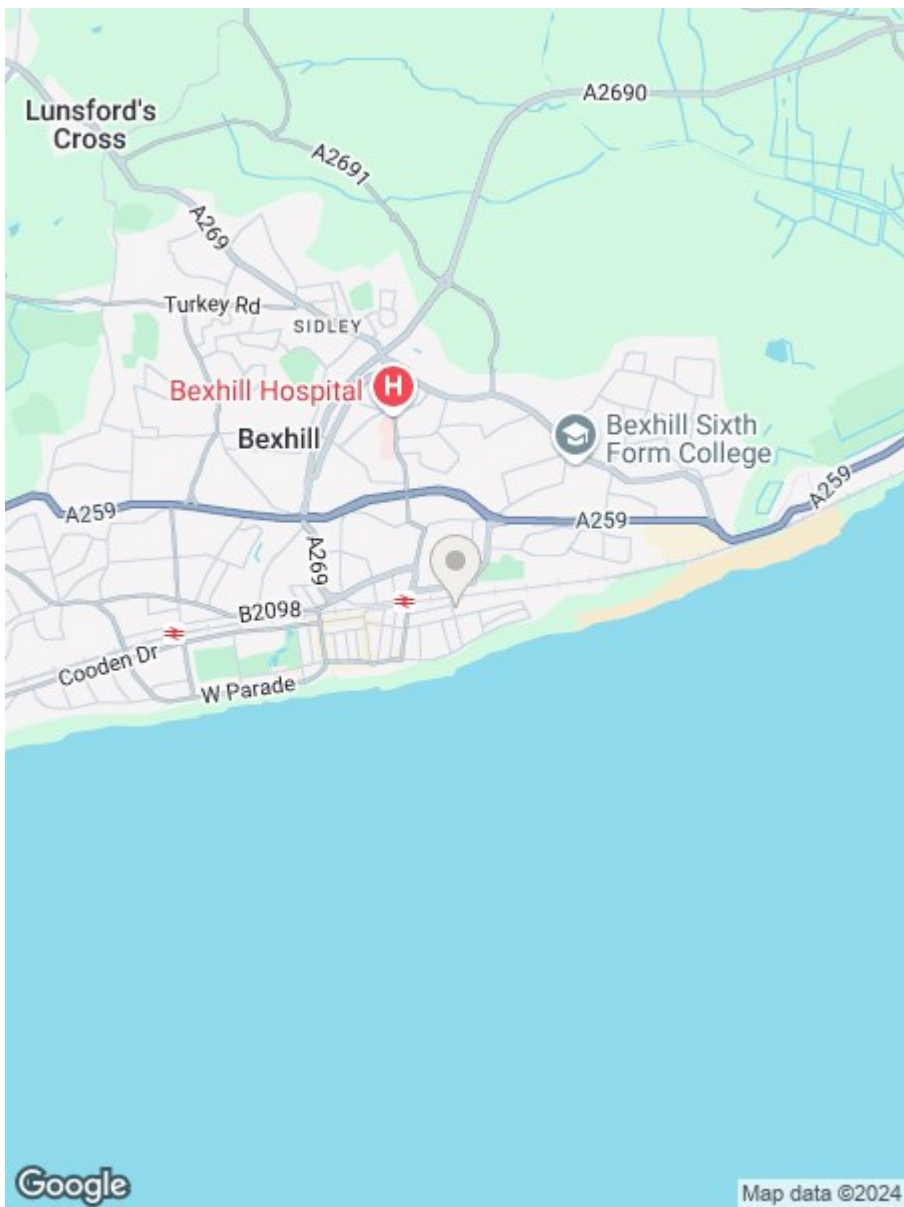 A2690
Lunsford's
Cross
A2691
A269
Turkey Rd
SIDLEY
Bexhill Hospital
H
Bexhill
Bexhill Sixth
Form College
A259
A259
A259
A269
B2098
Cooden Dr
W Parade
Google
Map data ©2024